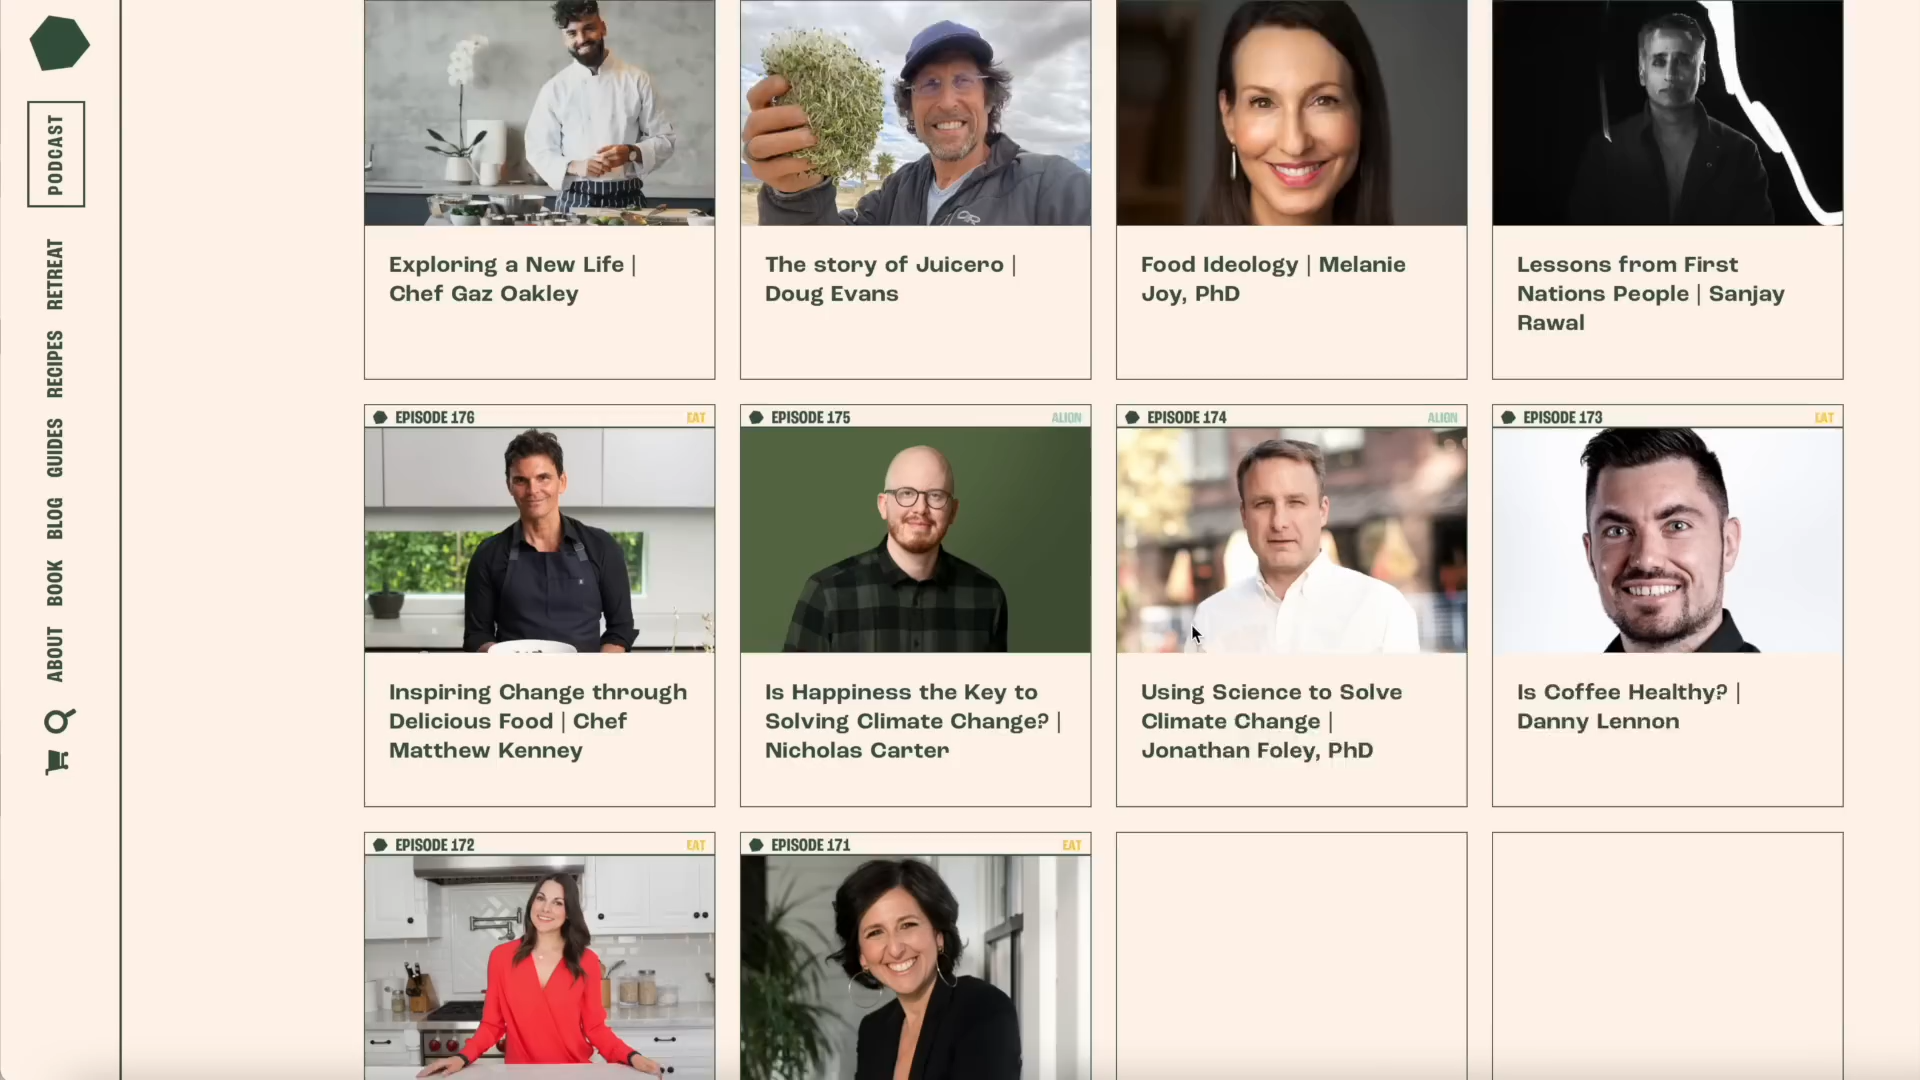 PODCAST
RETREAT
RECIPES
GUIDES
BLOG
BOOK
ABOUT
Exploring a New Life |
Chef Gaz Oakley
The story of Juicero |
Doug Evans
Food Ideology | Melanie
Joy, PhD
Lessons from First
Nations People | Sanjay
Rawal
EPISODE 176
EAT
Inspiring Change through
Delicious Food | Chef
Matthew Kenney
EPISODE 175
ALIGN
Is Happiness the Key to
Solving Climate Change? |
Nicholas Carter
EPISODE 174
ALIGN
Using Science to Solve
Climate Change |
Jonathan Foley, PhD
EPISODE 173
EAT
Is Coffee Healthy? |
Danny Lennon
EPISODE 172
EAT
EPISODE 171
EAT